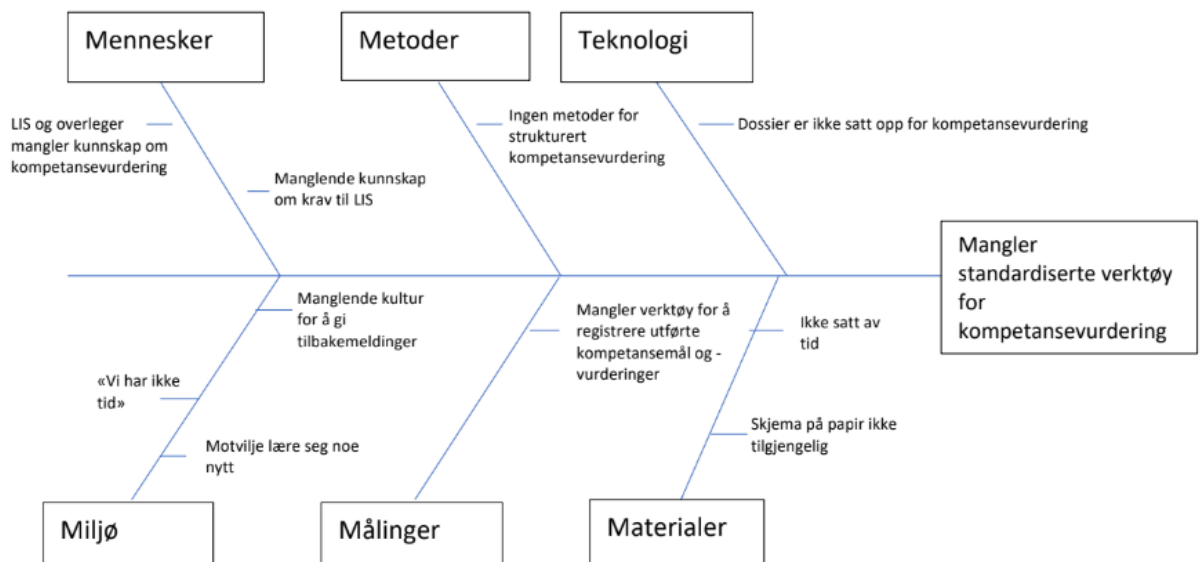 Mennesker
Metoder
Teknologi
LIS og overleger
mangler kunnskap om
kompetansevurdering
Manglende kunnskap
om krav til LIS
Ingen metoder for
strukturert
kompetansevurdering
Dossier er ikke satt opp for kompetansevurdering
Mangler
standardiserte verktøy
for
kompetansevurdering
Manglende kultur
for å gi
tilbakemeldinger
«Vi har ikke
tid»
Motvilje lære seg noe
nytt
Mangler verktøy for å
registrere utførte
kompetansemål og -
vurderinger
Ikke satt av
tid
Skjema på papir ikke
tilgjengelig
Miljø
Målinger
Materialer